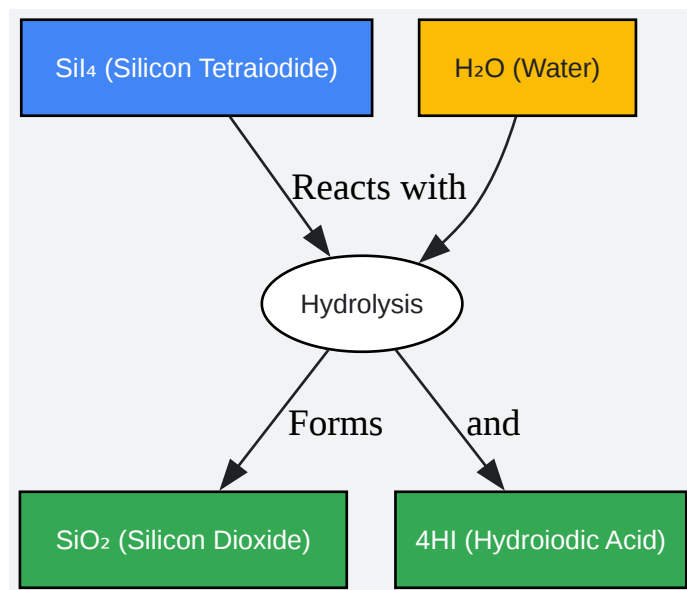 SiI₄ (Silicon Tetraiodide)
H₂O (Water)
Reacts with
Hydrolysis
Forms
and
SiO₂ (Silicon Dioxide)
4HI (Hydroiodic Acid)